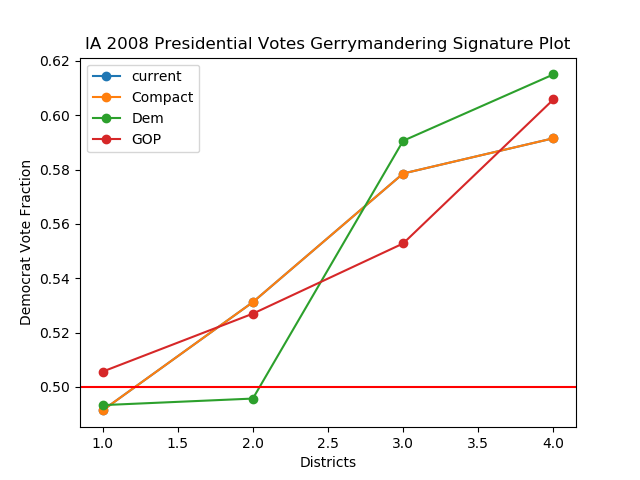 IA 2008 Presidential Votes Gerrymandering Signature Plot
current
Compact
Dem
GOP
Democrat Vote Fraction
0.62
0.60
0.58
0.56
0.54
0.52
0.50
1.0 1.5 2.0 2.5 3.0 3.5 4.0
Districts